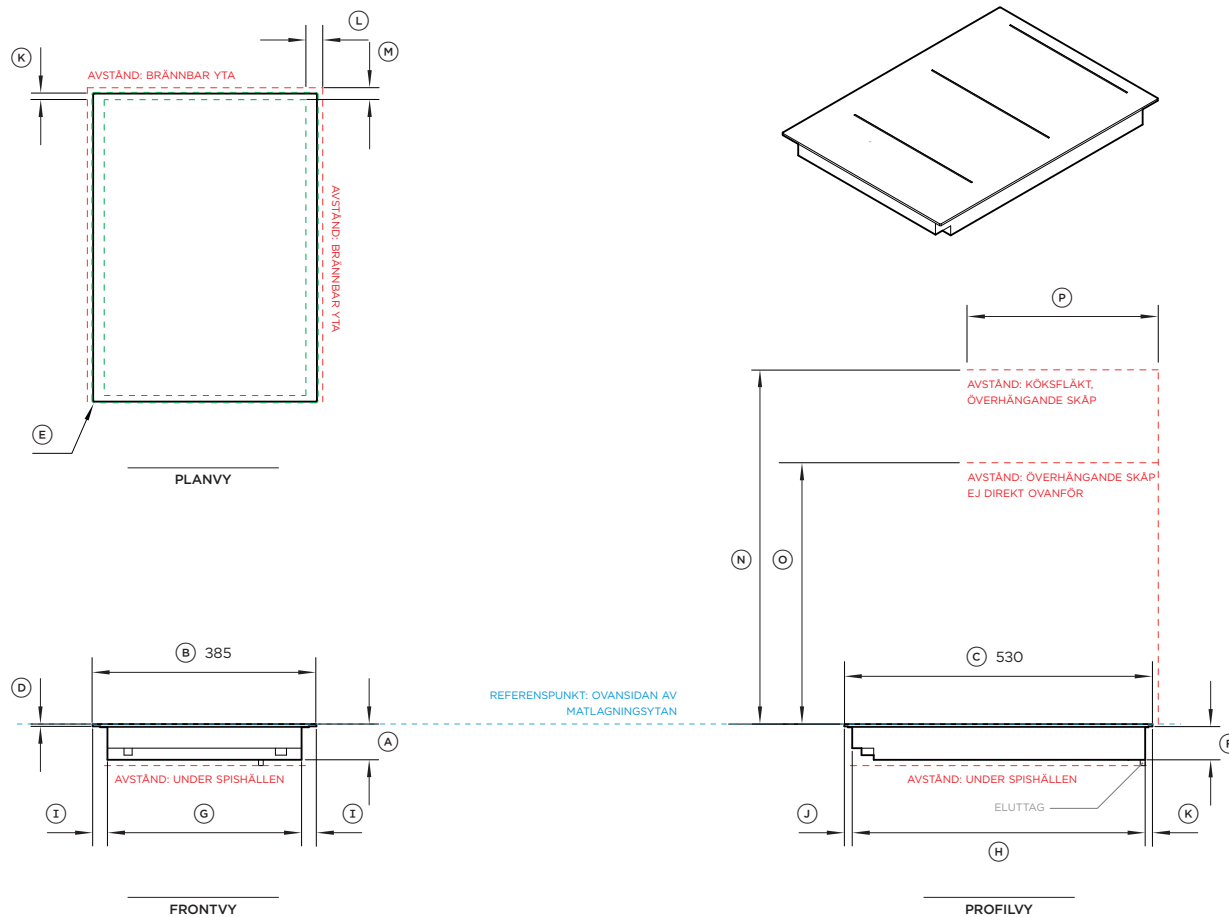 L
K
M
AVSTÅND: BRÄNNBAR YTA
AVSTÅND: BRÄNNBAR YTA
E
PLANVY
P
AVSTÅND: KÖKSFLÄKT,
ÖVERHÄNGANDE SKÅP
AVSTÅND: ÖVERHÄNGANDE SKÅP
EJ DIREKT OVANFÖR
N
O
B 385
C 530
D
REFERENSPUNKT: OVANSIDAN AV
MATLAGNINGSYTAN
A
F
AVSTÅND: UNDER SPISHÄLLEN
AVSTÅND: UNDER SPISHÄLLEN
ELUTTAG
I
G
I
J
K
H
FRONTVY
PROFILVY